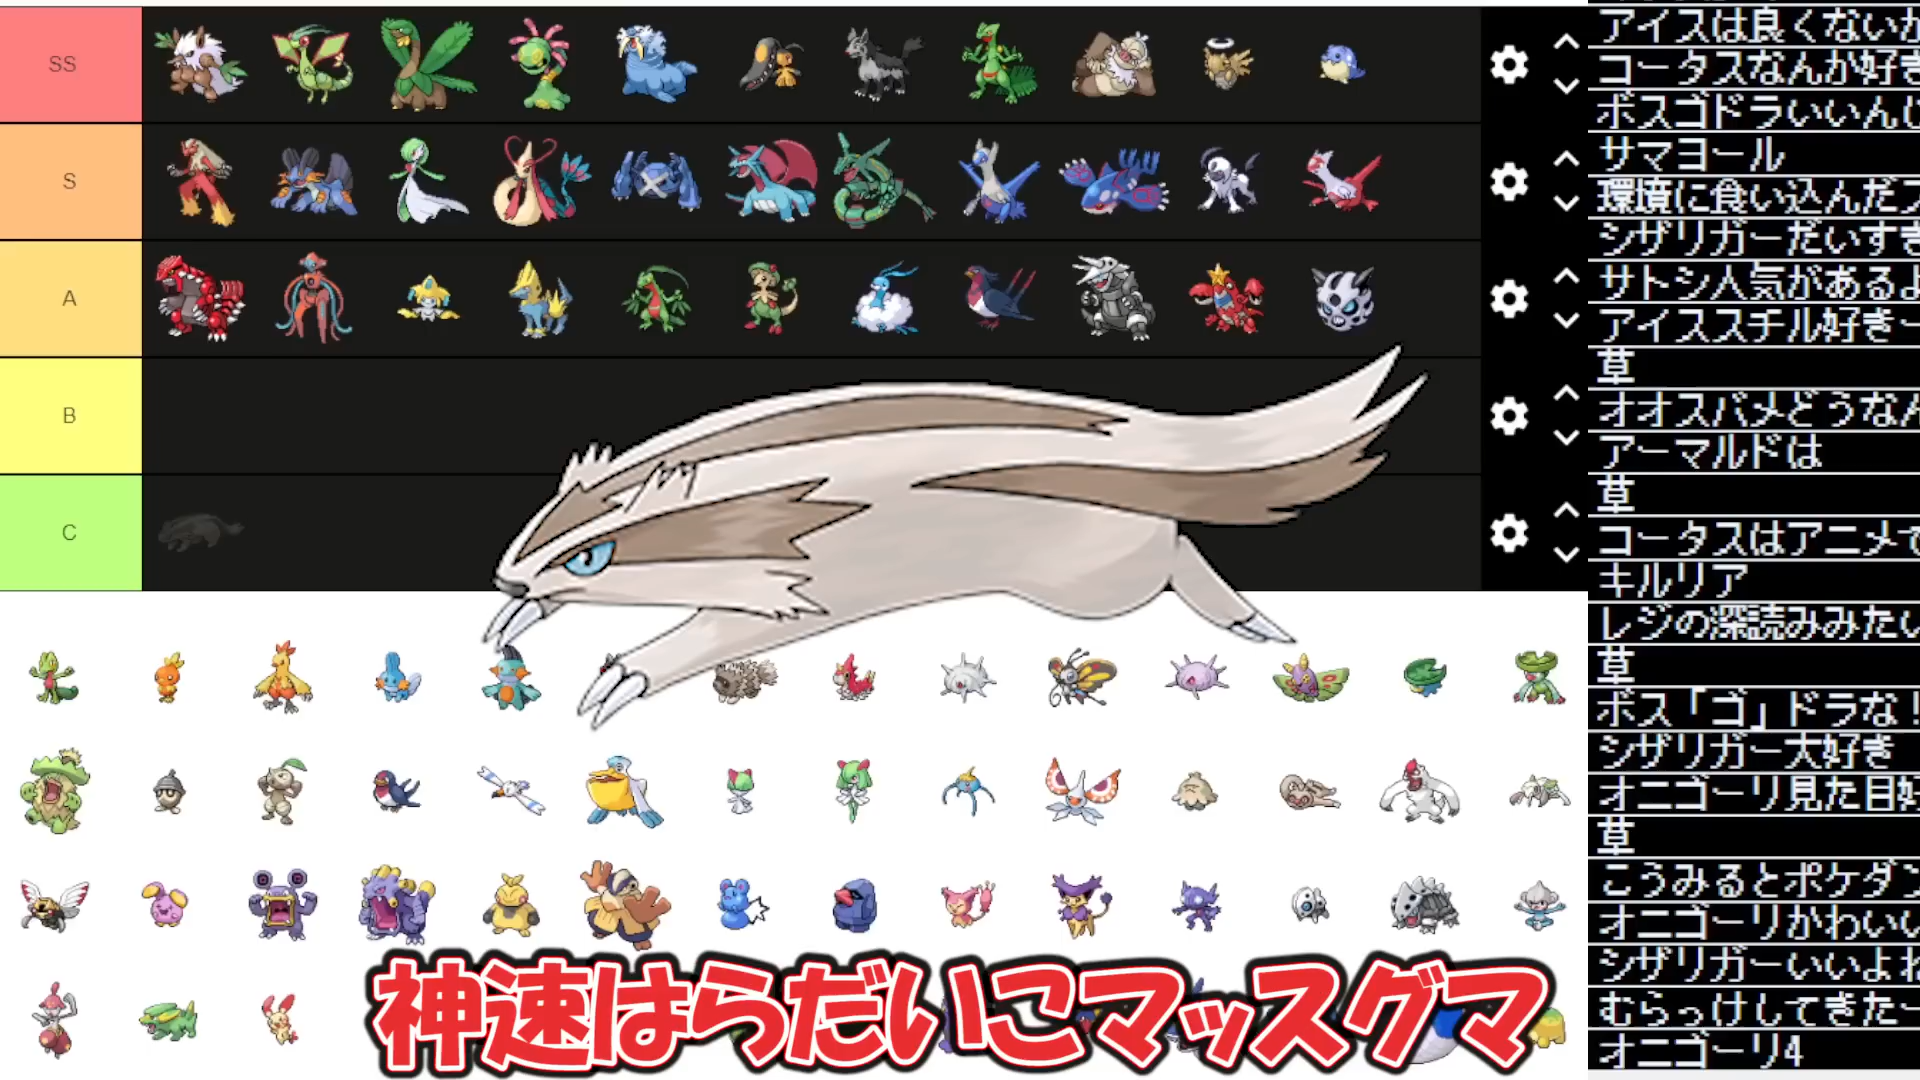 SS
S
A
B
C
アイスは良くないか
コータスなんか好き
ボスゴドラいいんじ
サマヨール
環境に食い込んだフ
シザリガーだいすき
サトシ人気があるよ
アイススチル好きー
草
オオスバメどうなん
アーマルドは
草
コータスはアニメで
キルリア
レジの深読みみたい
草
ボス「ゴ」ドラな！
シザリガー大好き
オニゴーリ見た目好
草
こうみるとポケダン
オニゴーリかわいい
シザリガーいいよね
むらっけしてきたー
オニゴーリ4
神速はらだいこマッスグマ